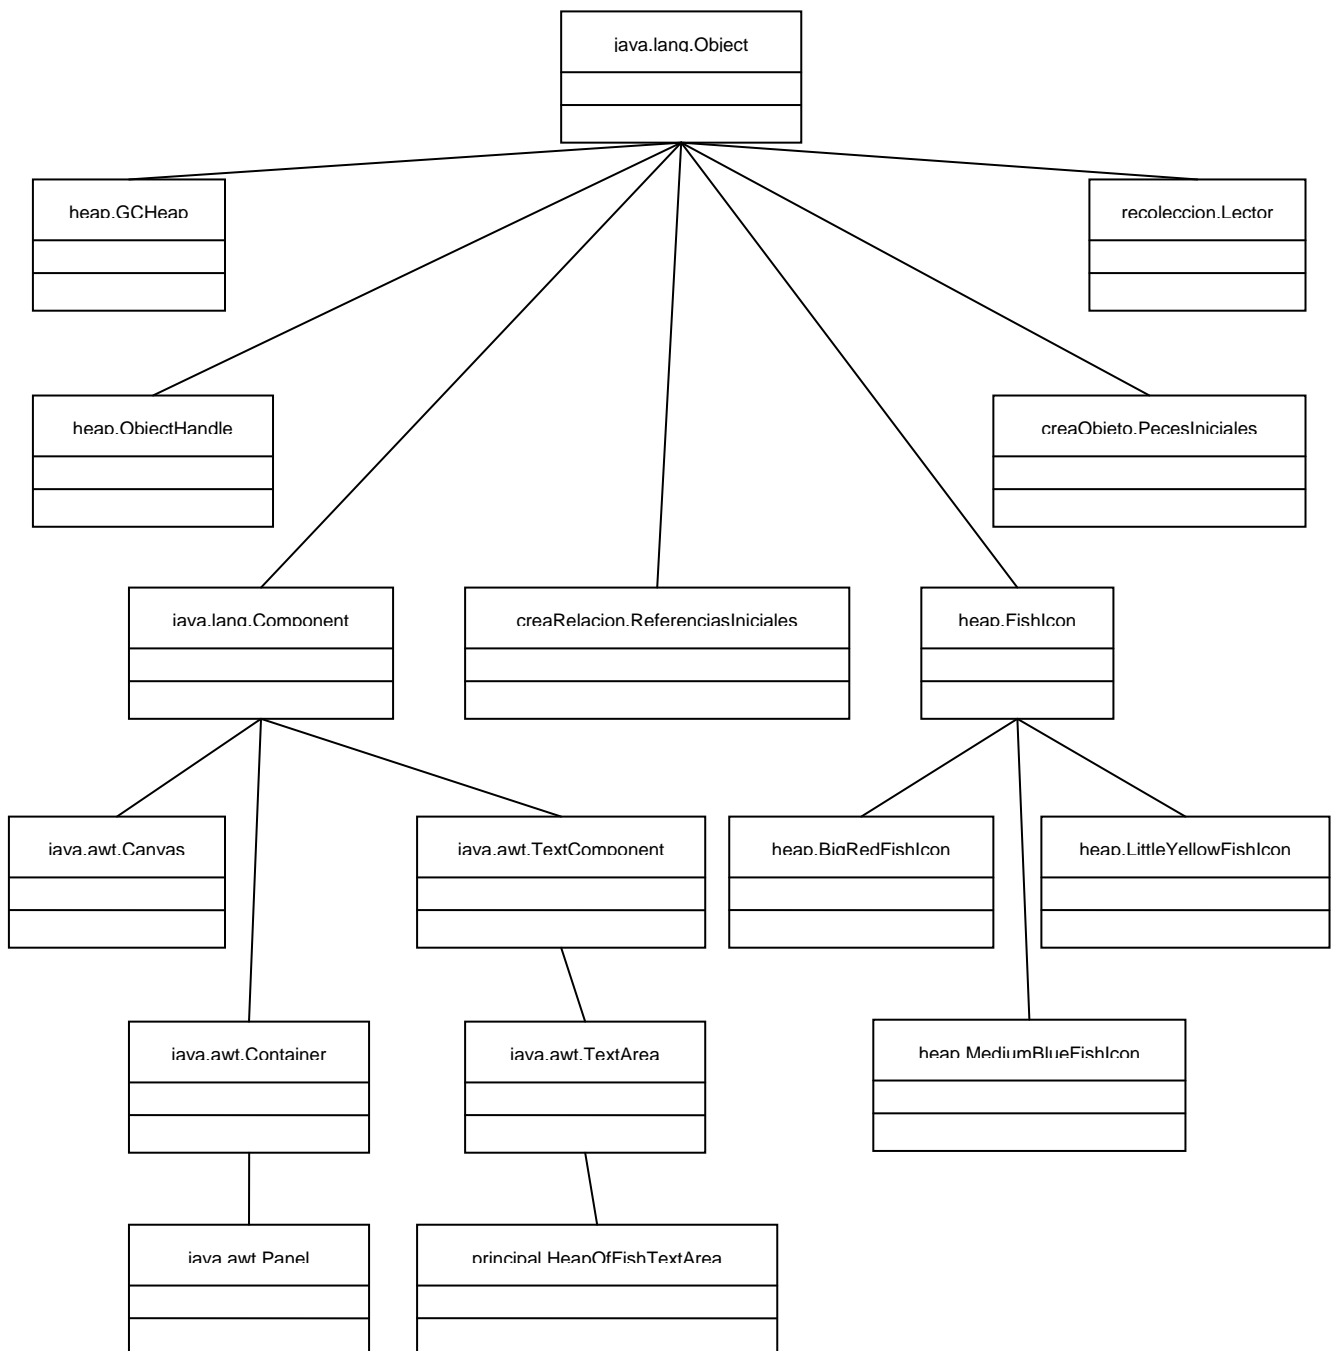 java.lang.Object
heap.GCHeap
recoleccion.Lector
heap.ObjectHandle
creaObjeto.PecesIniciales
java.lang.Component
creaRelacion.ReferenciasIniciales
heap.FishIcon
java.awt.Canvas
java.awt.TextComponent
heap.BigRedFishIcon
heap.LittleYellowFishIcon
java.awt.Container
java.awt.TextArea
heap.MediumBlueFishIcon
java.awt.Panel
principal.HeapOfFishTextArea